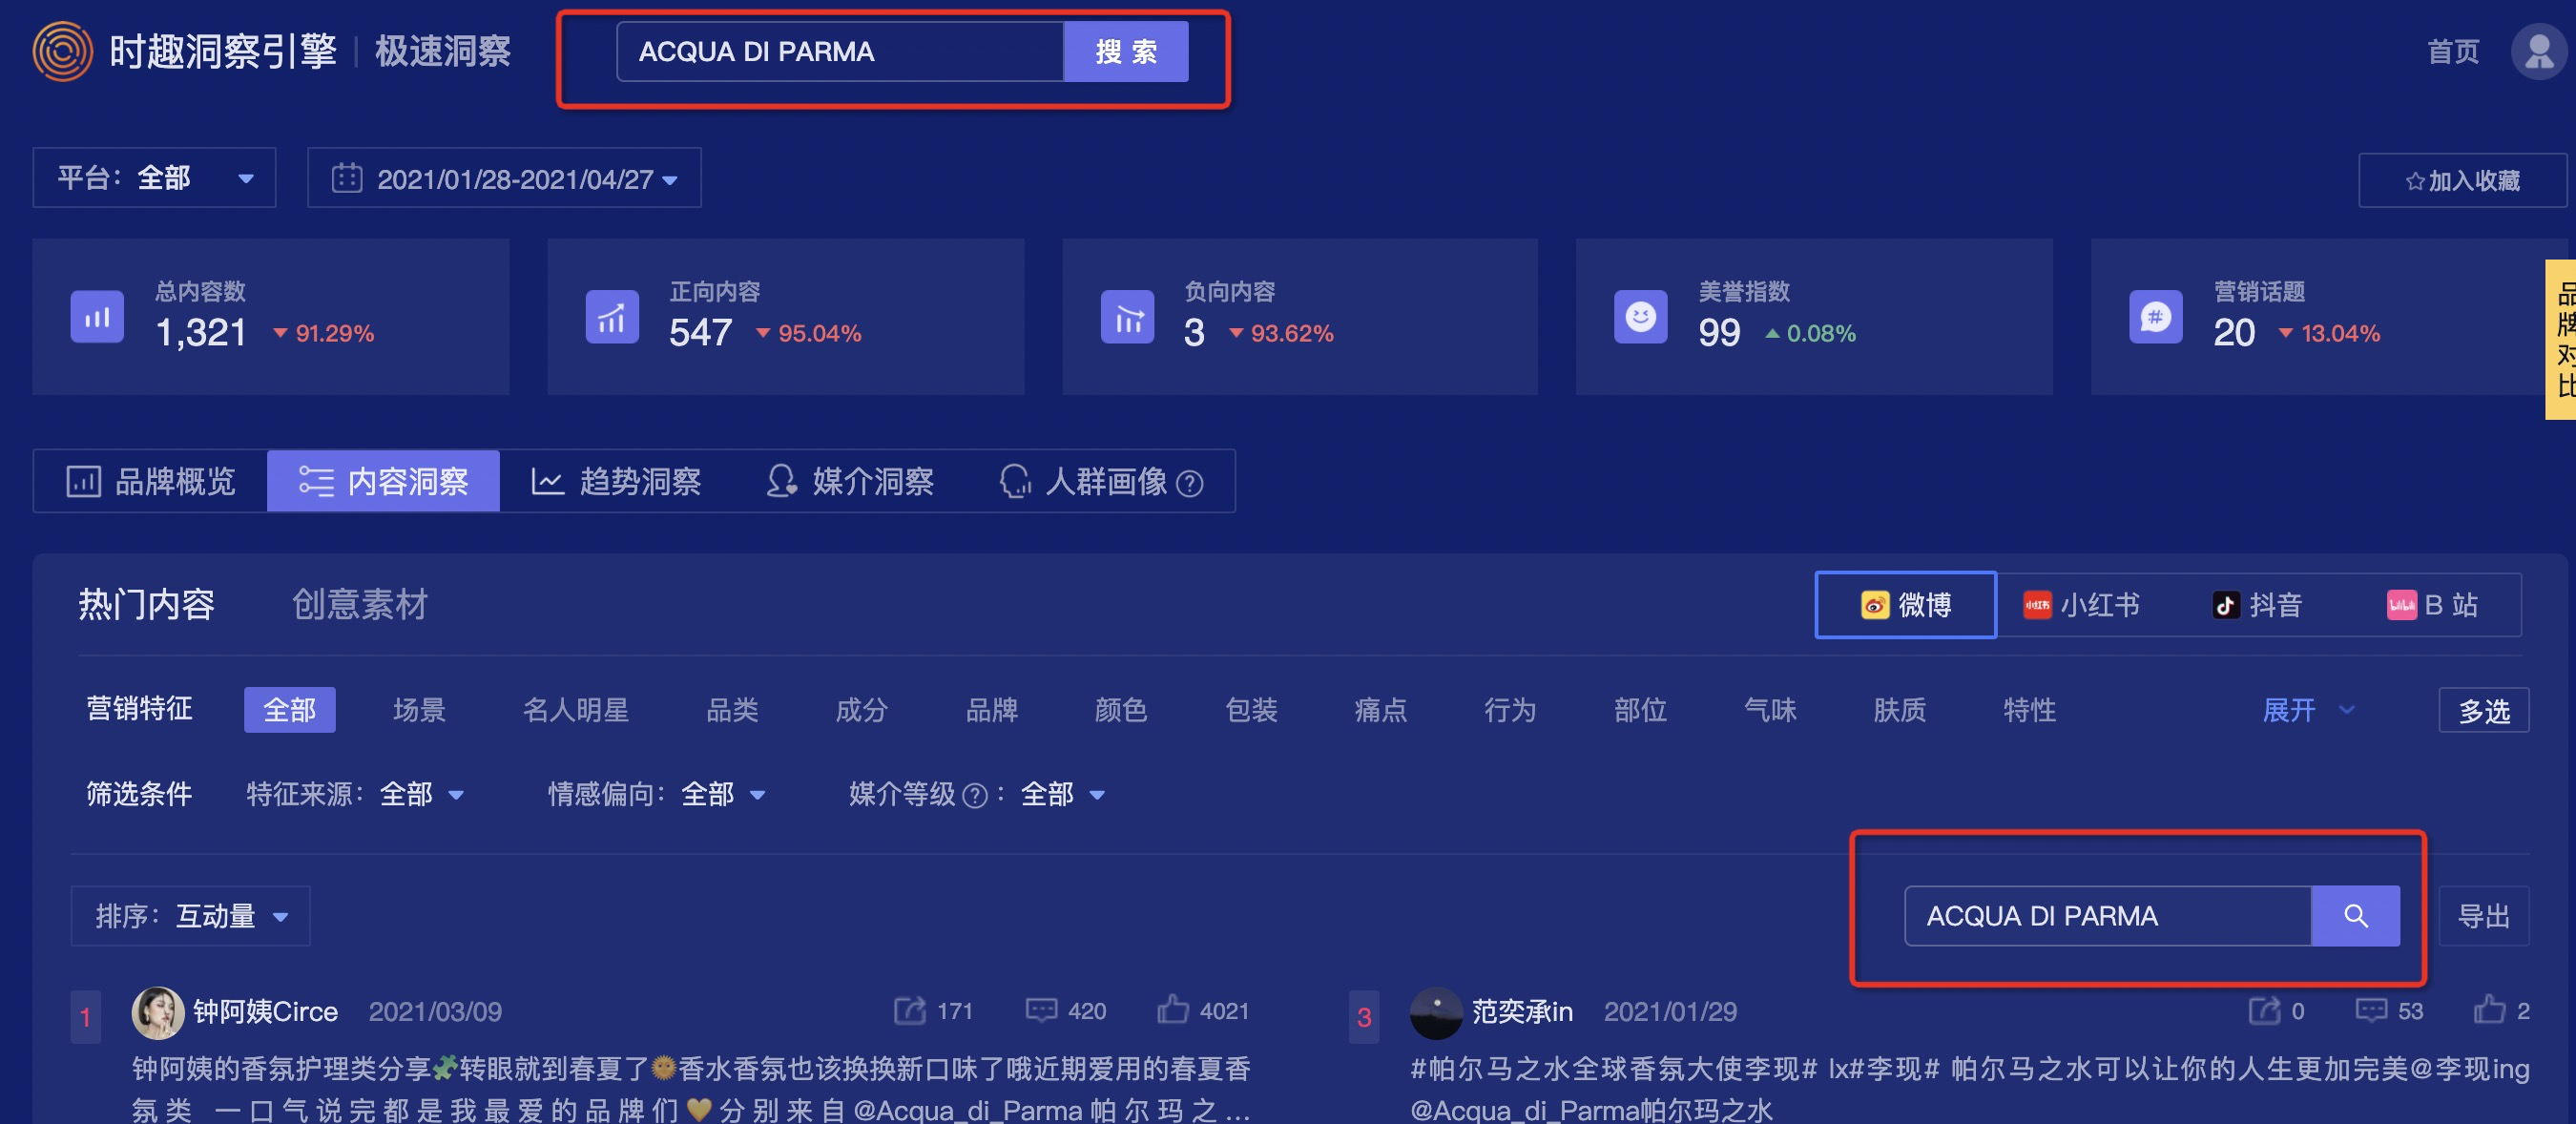 时趣洞察引擎 | 极速洞察
ACQUA DI PARMA
搜 索
首页
平台: 全部
2021/01/28-2021/04/27
加入收藏
总内容数
1,321 91.29%
正向内容
547 95.04%
负向内容
3 93.62%
美誉指数
99 0.08%
营销话题
20 13.04%
品牌对比
品牌概览
内容洞察
趋势洞察
媒介洞察
人群画像 ?
热门内容
创意素材
微博
小红书
抖音
B 站
营销特征 全部 场景 名人明星 品类 成分 品牌 颜色 包装 痛点 行为 部位 气味 肤质 特性 展开 多选
筛选条件 特征来源: 全部 情感偏向: 全部 媒介等级 ? : 全部
排序: 互动量
ACQUA DI PARMA
导出
1 钟阿姨Circe 2021/03/09 171 420 4021
钟阿姨的香氛护理类分享转眼就到春夏了🌞香水香氛也该换换新口味了哦近期爱用的春夏香
氛类 一口气说完都是我最爱的品牌们💛分别来自@Acqua_di_Parma帕尔玛之...
3 范奕承in 2021/01/29 0 53 2
#帕尔马之水全球香氛大使李现# lx#李现# 帕尔马之水可以让你的人生更加完美@李现ing
@Acqua_di_Parma帕尔玛之水